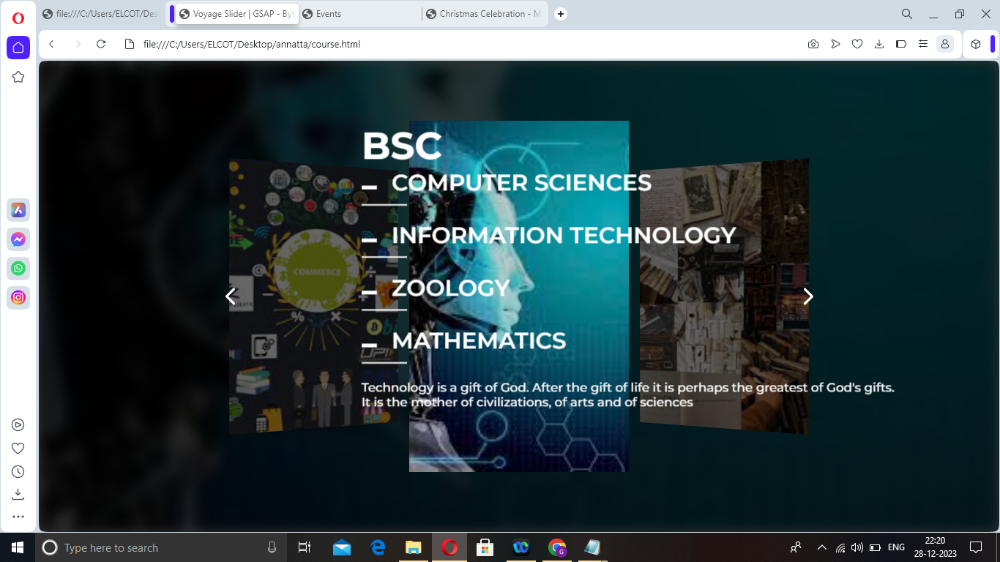 file:///C:/Users/ELCOT/Des
Voyage Slider | GSAP - Byt
Events
Christmas Celebration - M
file:///C:/Users/ELCOT/Desktop/annatta/course.html
BSC
COMPUTER SCIENCES
INFORMATION TECHNOLOGY
ZOOLOGY
MATHEMATICS
Technology is a gift of God. After the gift of life it is perhaps the greatest of God's gifts.
It is the mother of civilizations, of arts and of sciences
COMMERCE
UPI
Type here to search
G
ENG
22:20
28-12-2023